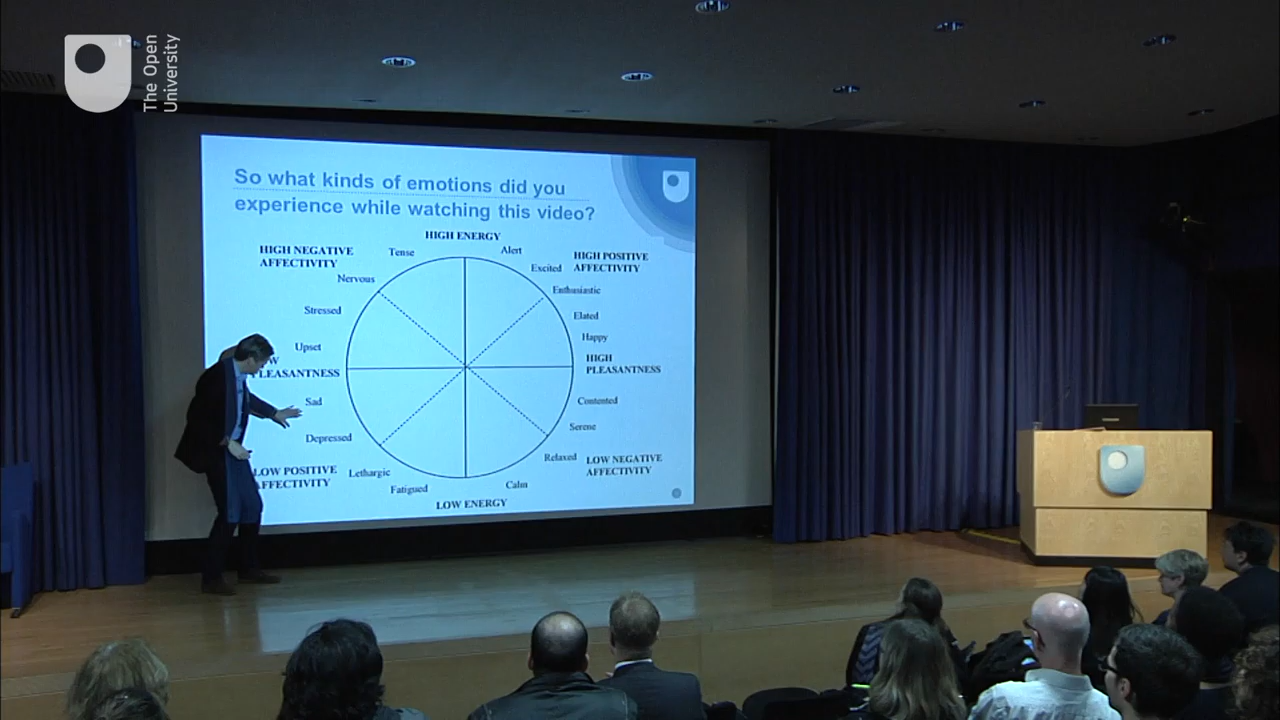 The Open
University
So what kinds of emotions did you
experience while watching this video?
HIGH ENERGY
HIGH NEGATIVE
AFFECTIVITY
Tense
Alert
HIGH POSITIVE
AFFECTIVITY
Nervous
Excited
Enthusiastic
Stressed
Elated
Upset
Happy
PLEASANTNESS
HIGH
PLEASANTNESS
Sad
Contented
Serene
Depressed
Relaxed
LOW NEGATIVE
AFFECTIVITY
LOW POSITIVE
AFFECTIVITY
Lethargic
Fatigued
Calm
LOW ENERGY